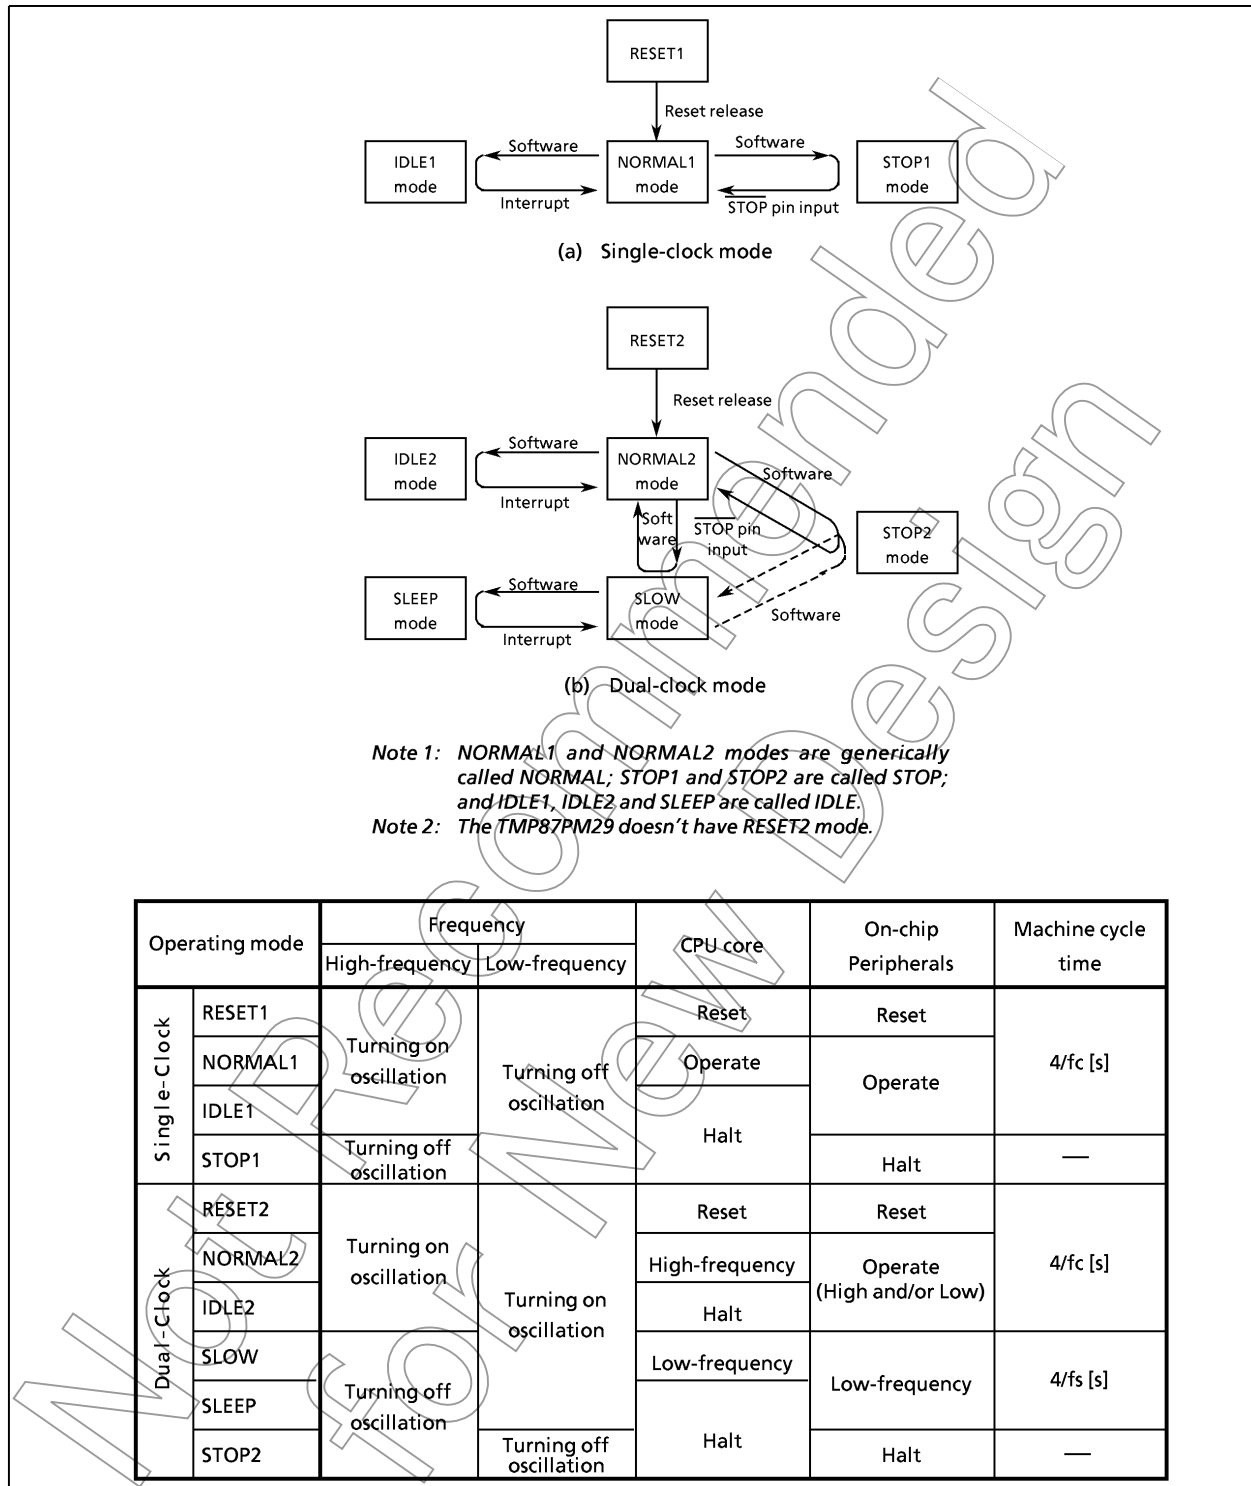 RESET1
Reset release
IDLE1
mode
Software
Interrupt
NORMAL1
mode
Software
STOP pin input
STOP1
mode
(a) Single-clock mode
RESET2
Reset release
IDLE2
mode
Software
Interrupt
NORMAL2
mode
Software
Soft
ware
STOP pin
input
STOP2
mode
SLEEP
mode
Software
Interrupt
SLOW
mode
Software
(b) Dual-clock mode
Note 1: NORMAL1 and NORMAL2 modes are generically
called NORMAL; STOP1 and STOP2 are called STOP;
and IDLE1, IDLE2 and SLEEP are called IDLE.
Note 2: The TMP87PM29 doesn't have RESET2 mode.
Operating mode
Frequency
High-frequency
Low-frequency
CPU core
On-chip
Peripherals
Machine cycle
time
Single-Clock
RESET1
NORMAL1
IDLE1
STOP1
Turning on
oscillation
Turning off
oscillation
Turning off
oscillation
Reset
Operate
Halt
Reset
Operate
Halt
4/fc [s]
—
Dual-Clock
RESET2
NORMAL2
IDLE2
SLOW
SLEEP
STOP2
Turning on
oscillation
Turning off
oscillation
Turning on
oscillation
Turning off
oscillation
Reset
High-frequency
Halt
Low-frequency
Halt
Reset
Operate
(High and/or Low)
Low-frequency
Halt
4/fc [s]
4/fs [s]
—
Not Recommended
for New Design